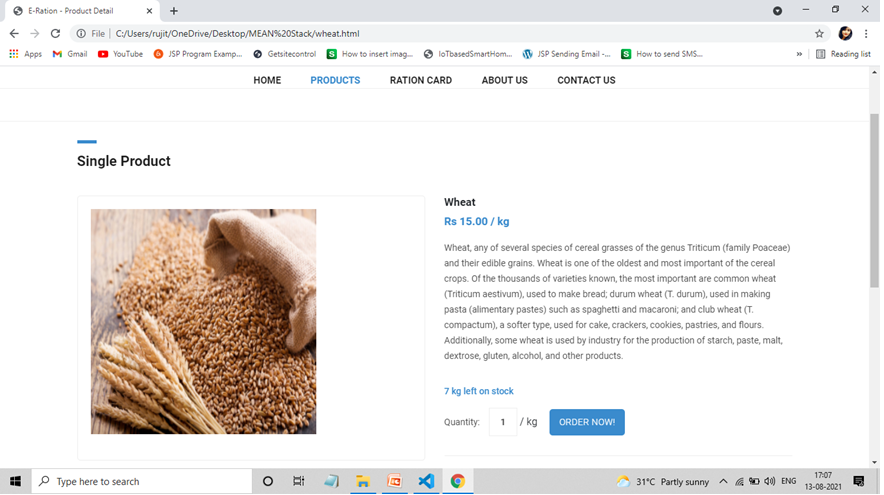 E-Ration - Product Detail
File
C:/Users/rujit/OneDrive/Desktop/MEAN%20Stack/wheat.html
Apps
Gmail
YouTube
JSP Program Examp...
Getsitecontrol
How to insert imag...
IoTbasedSmartHom...
JSP Sending Email -...
How to send SMS...
»
Reading list
HOME
PRODUCTS
RATION CARD
ABOUT US
CONTACT US
Single Product
Wheat
Rs 15.00 / kg
Wheat, any of several species of cereal grasses of the genus Triticum (family Poaceae)
and their edible grains. Wheat is one of the oldest and most important of the cereal
crops. Of the thousands of varieties known, the most important are common wheat
(Triticum aestivum), used to make bread; durum wheat (T. durum), used in making
pasta (alimentary pastes) such as spaghetti and macaroni; and club wheat (T.
compactum), a softer type, used for cake, crackers, cookies, pastries, and flours.
Additionally, some wheat is used by industry for the production of starch, paste, malt,
dextrose, gluten, alcohol, and other products.
7 kg left on stock
Quantity: 1 / kg ORDER NOW!
Type here to search
31°C Partly sunny
ENG
17:07
13-08-2021